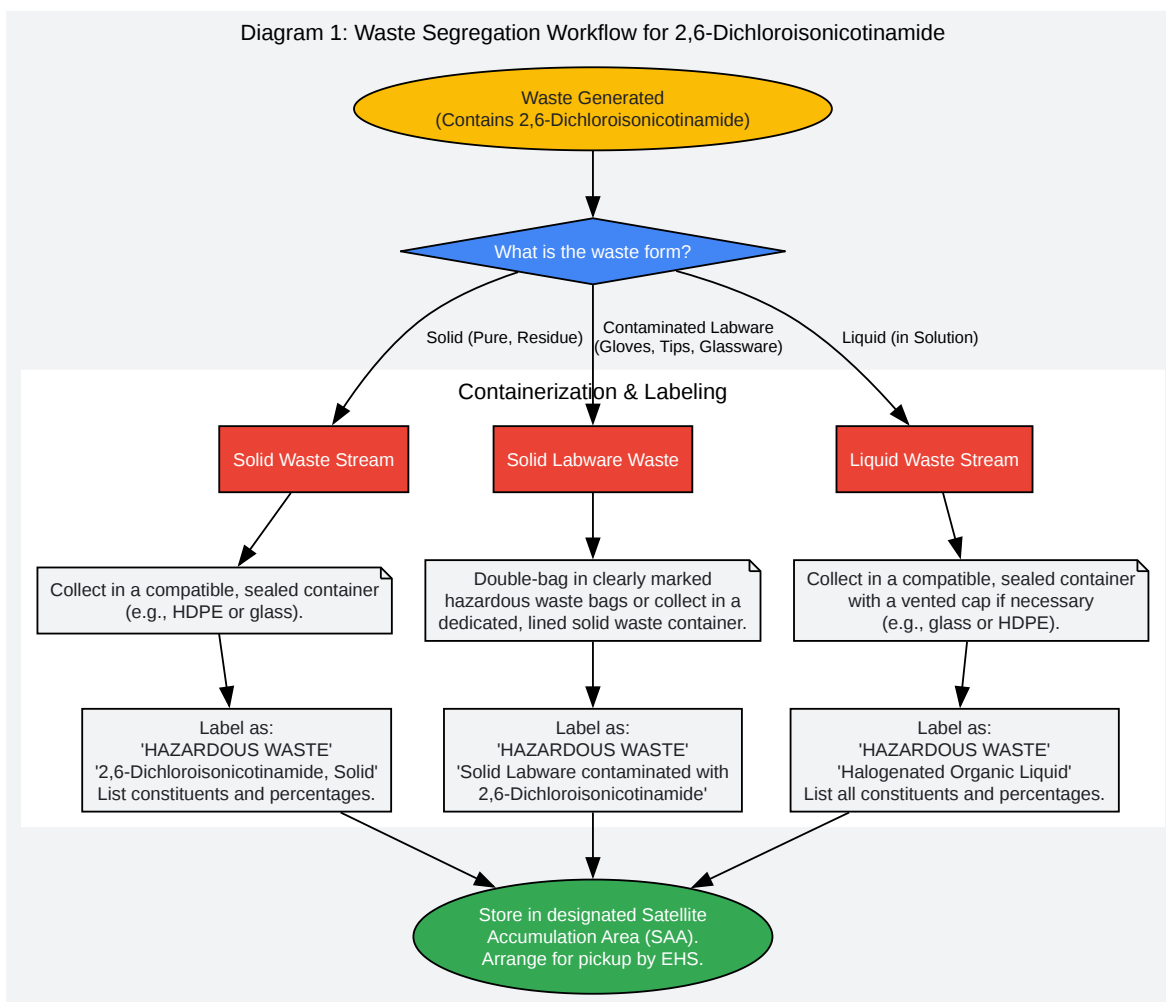 Diagram 1: Waste Segregation Workflow for 2,6-Dichloroisonicotinamide
Waste Generated
(Contains 2,6-Dichloroisonicotinamide)
What is the waste form?
Solid (Pure, Residue)
Contaminated Labware
(Gloves, Tips, Glassware)
Liquid (in Solution)
Containerization & Labeling
Solid Waste Stream
Solid Labware Waste
Liquid Waste Stream
Collect in a compatible, sealed container
(e.g., HDPE or glass).
Double-bag in clearly marked
hazardous waste bags or collect in a
dedicated, lined solid waste container.
Collect in a compatible, sealed container
with a vented cap if necessary
(e.g., glass or HDPE).
Label as:
'HAZARDOUS WASTE'
'2,6-Dichloroisonicotinamide, Solid'
List constituents and percentages.
Label as:
'HAZARDOUS WASTE'
'Solid Labware contaminated with
2,6-Dichloroisonicotinamide'
Label as:
'HAZARDOUS WASTE'
'Halogenated Organic Liquid'
List all constituents and percentages.
Store in designated Satellite
Accumulation Area (SAA).
Arrange for pickup by EHS.